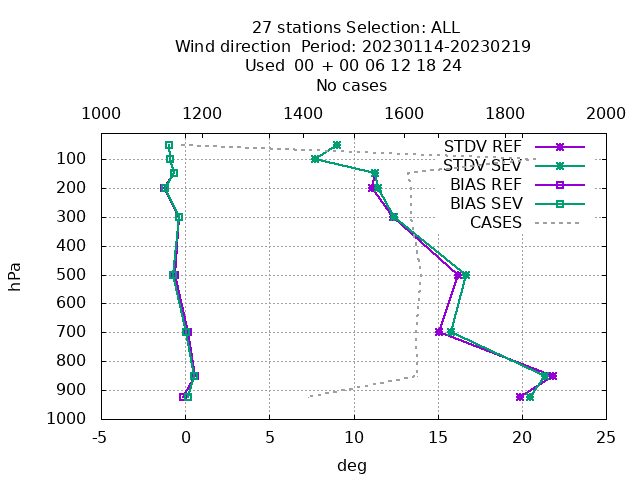 27 stations Selection: ALL
Wind direction  Period: 20230114-20230219
Used  00 + 00 06 12 18 24
No cases
1000 1200 1400 1600 1800 2000
STDV REF
STDV SEV
BIAS REF
BIAS SEV
CASES
100
200
300
400
500
600
700
800
900
1000
hPa
-5 0 5 10 15 20 25
deg